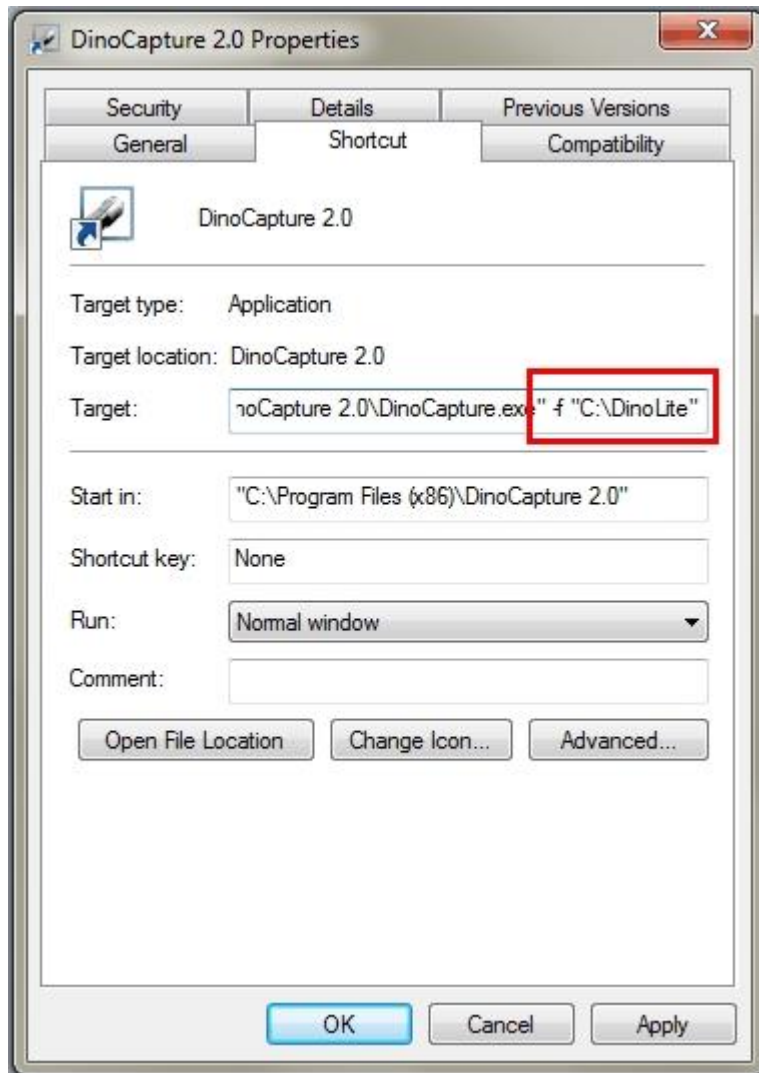 DinoCapture 2.0 Properties
Security Details Previous Versions
General Shortcut Compatibility
DinoCapture 2.0
Target type: Application
Target location: DinoCapture 2.0
Target: noCapture 2.0\DinoCapture.exe" -f "C:\DinoLite"
Start in: "C:\Program Files (x86)\DinoCapture 2.0"
Shortcut key: None
Run: Normal window
Comment:
Open File Location Change Icon... Advanced...
OK Cancel Apply